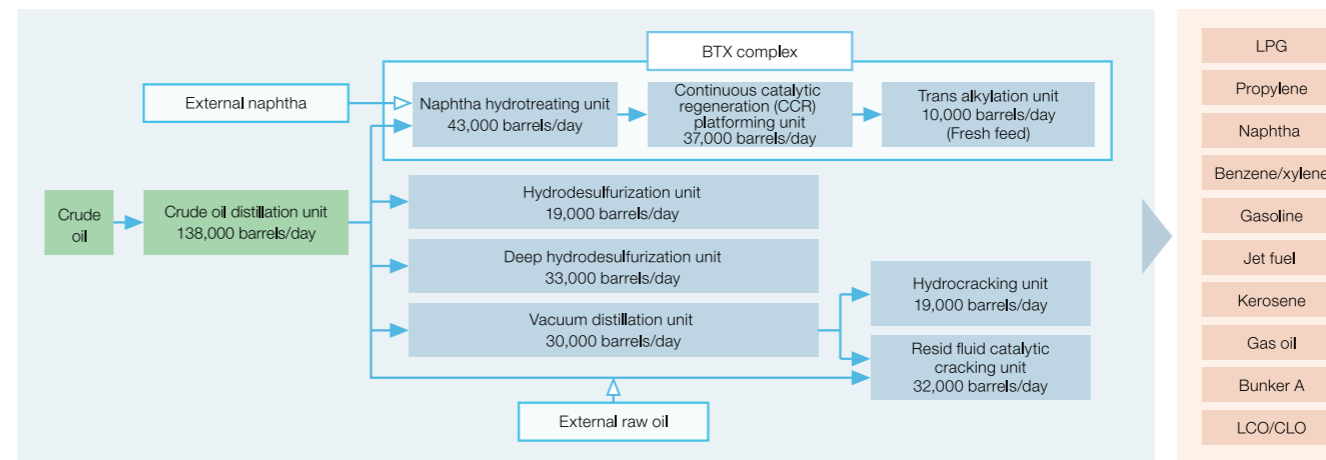 BTX complex
External naphtha
Naphtha hydrotreating unit
43,000 barrels/day
Continuous catalytic
regeneration (CCR)
platforming unit
37,000 barrels/day
Trans alkylation unit
10,000 barrels/day
(Fresh feed)
Crude
oil
Crude oil distillation unit
138,000 barrels/day
Hydrodesulfurization unit
19,000 barrels/day
Deep hydrodesulfurization unit
33,000 barrels/day
Vacuum distillation unit
30,000 barrels/day
Hydrocracking unit
19,000 barrels/day
Resid fluid catalytic
cracking unit
32,000 barrels/day
External raw oil
LPG
Propylene
Naphtha
Benzene/xylene
Gasoline
Jet fuel
Kerosene
Gas oil
Bunker A
LCO/CLO